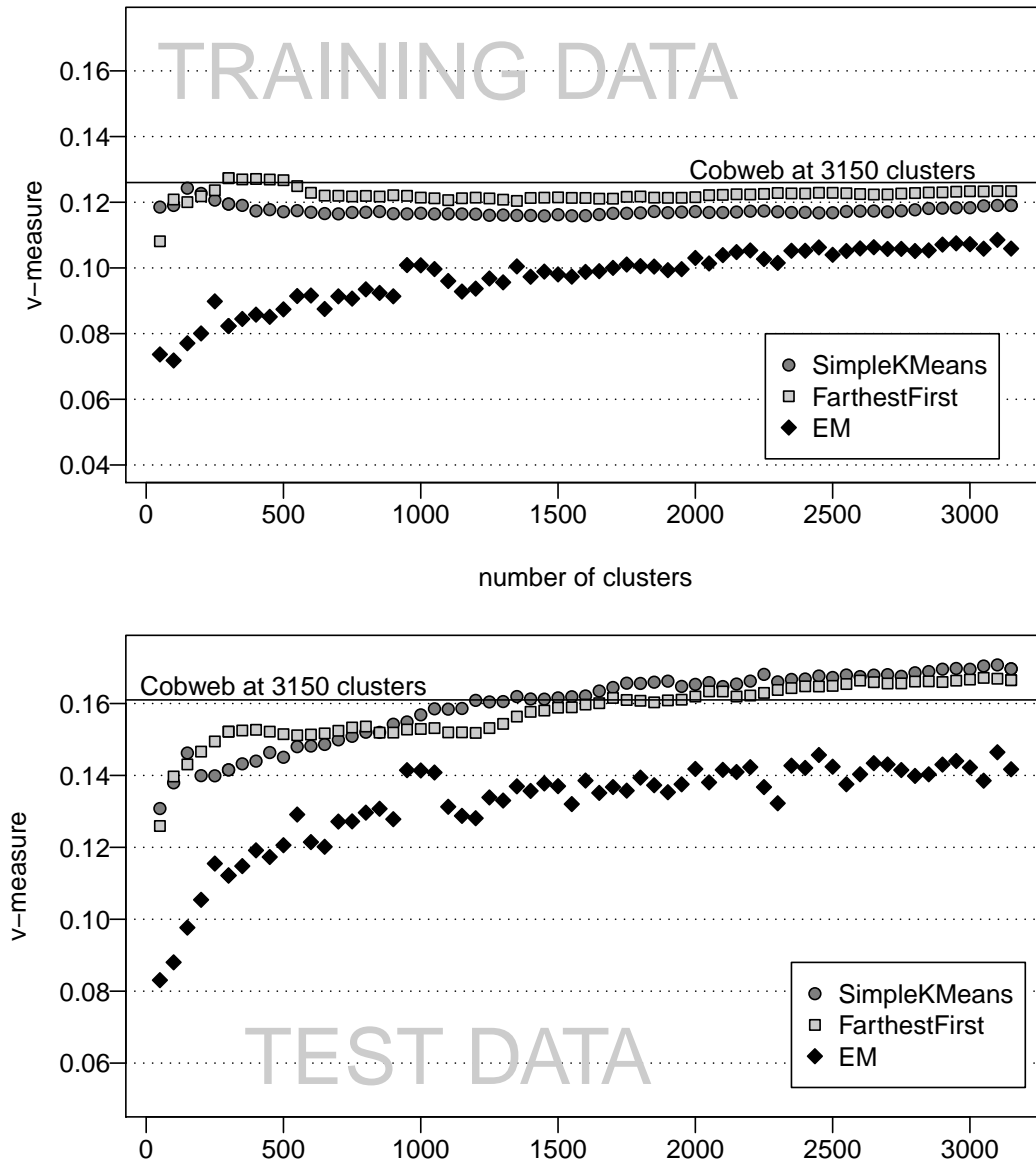 TRAINING DATA
0.16
0.14
Cobweb at 3150 clusters
0.12
0.10
0.08
0.06
0.04
v−measure
SimpleKMeans
FarthestFirst
EM
0 500 1000 1500 2000 2500 3000
number of clusters
Cobweb at 3150 clusters
0.16
0.14
0.12
0.10
0.08
0.06
v−measure
SimpleKMeans
FarthestFirst
EM
TEST DATA
0 500 1000 1500 2000 2500 3000